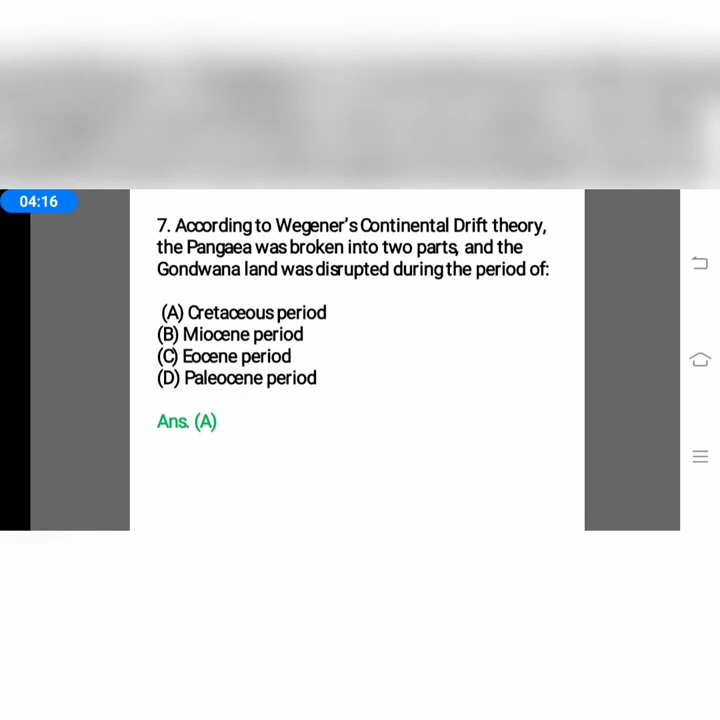 04:16
7. According to Wegener's Continental Drift theory,
the Pangaea was broken into two parts, and the
Gondwana land was disrupted during the period of:
(A) Cretaceous period
(B) Miocene period
(C) Eocene period
(D) Paleocene period
Ans. (A)